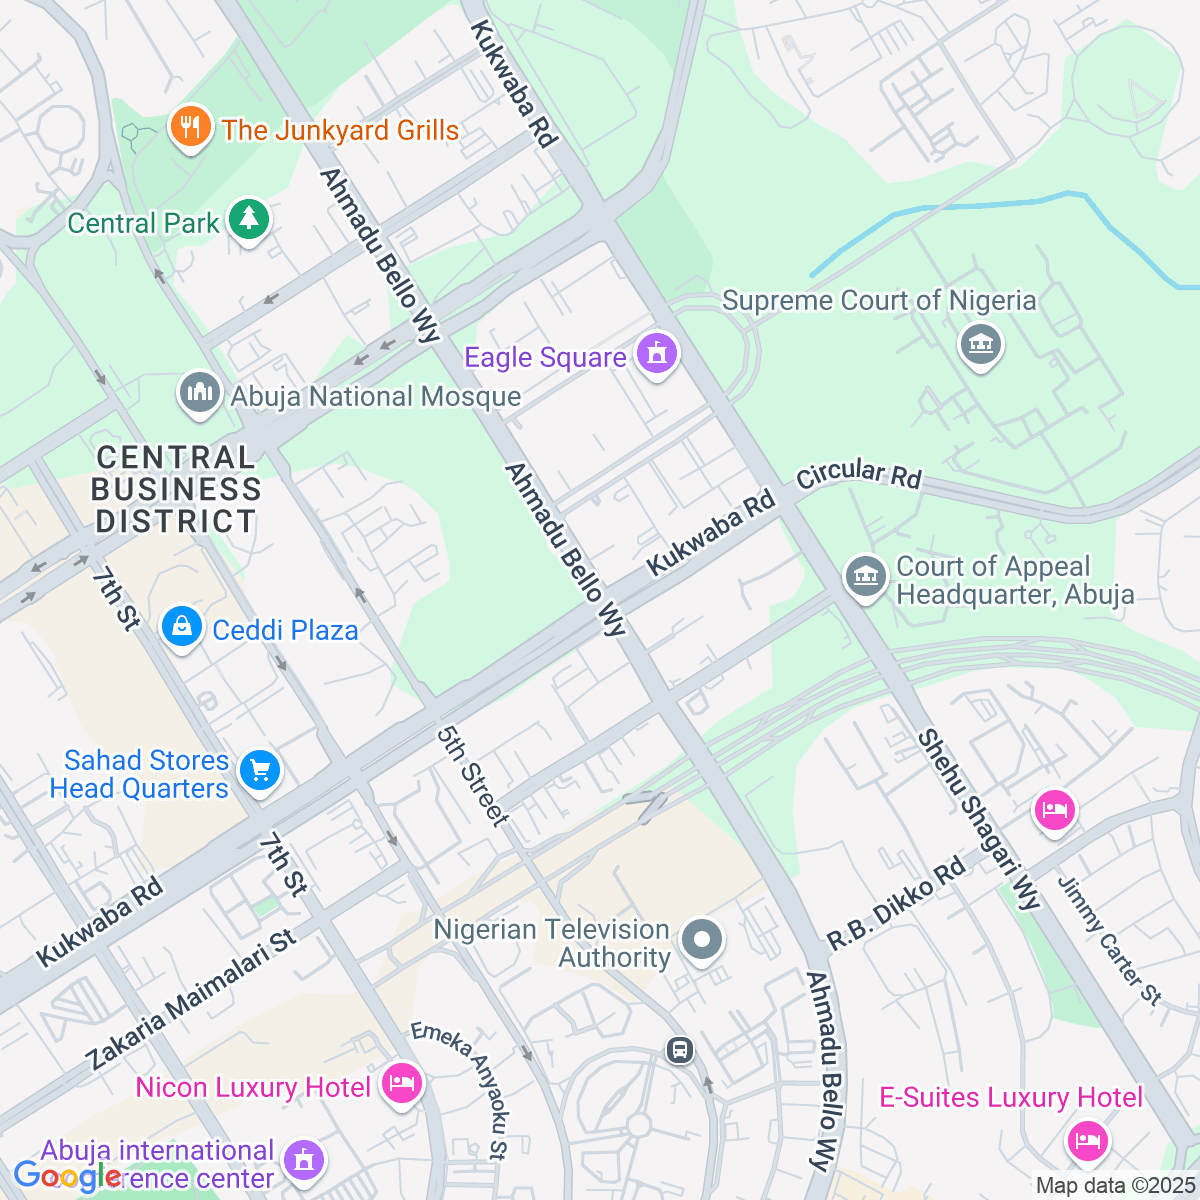 Kukwaba Rd
The Junkyard Grills
Central Park
Ahmadu Bello Wy
Supreme Court of Nigeria
Eagle Square
Abuja National Mosque
CENTRAL
BUSINESS
DISTRICT
Circular Rd
Kukwaba Rd
Ahmadu Bello Wy
Court of Appeal
Headquarter, Abuja
7th St
Ceddi Plaza
5th Street
Sahad Stores
Head Quarters
Shehu Shagari Wy
7th St
Kukwaba Rd
R.B. Dikko Rd
Jimmy Carter St
Nigerian Television
Authority
Zakaria Maimalari St
Ahmadu Bello Wy
Emeka Anyaoku St
Nicon Luxury Hotel
E-Suites Luxury Hotel
Abuja international
rence center
Google
Map data ©2025